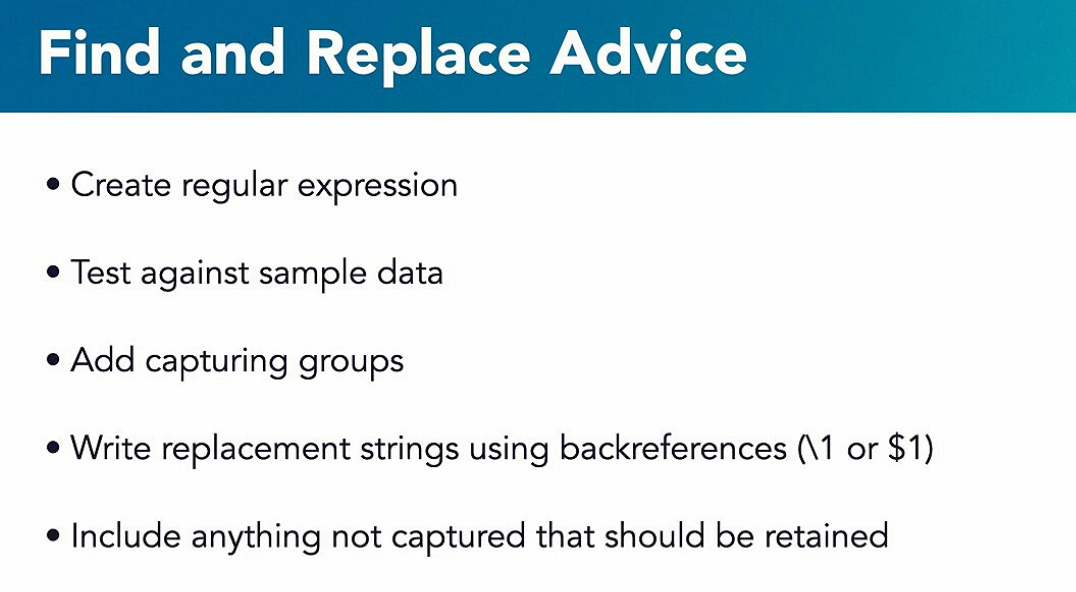 Find and Replace Advice
• Create regular expression
• Test against sample data
• Add capturing groups
• Write replacement strings using backreferences (\1 or $1)
• Include anything not captured that should be retained